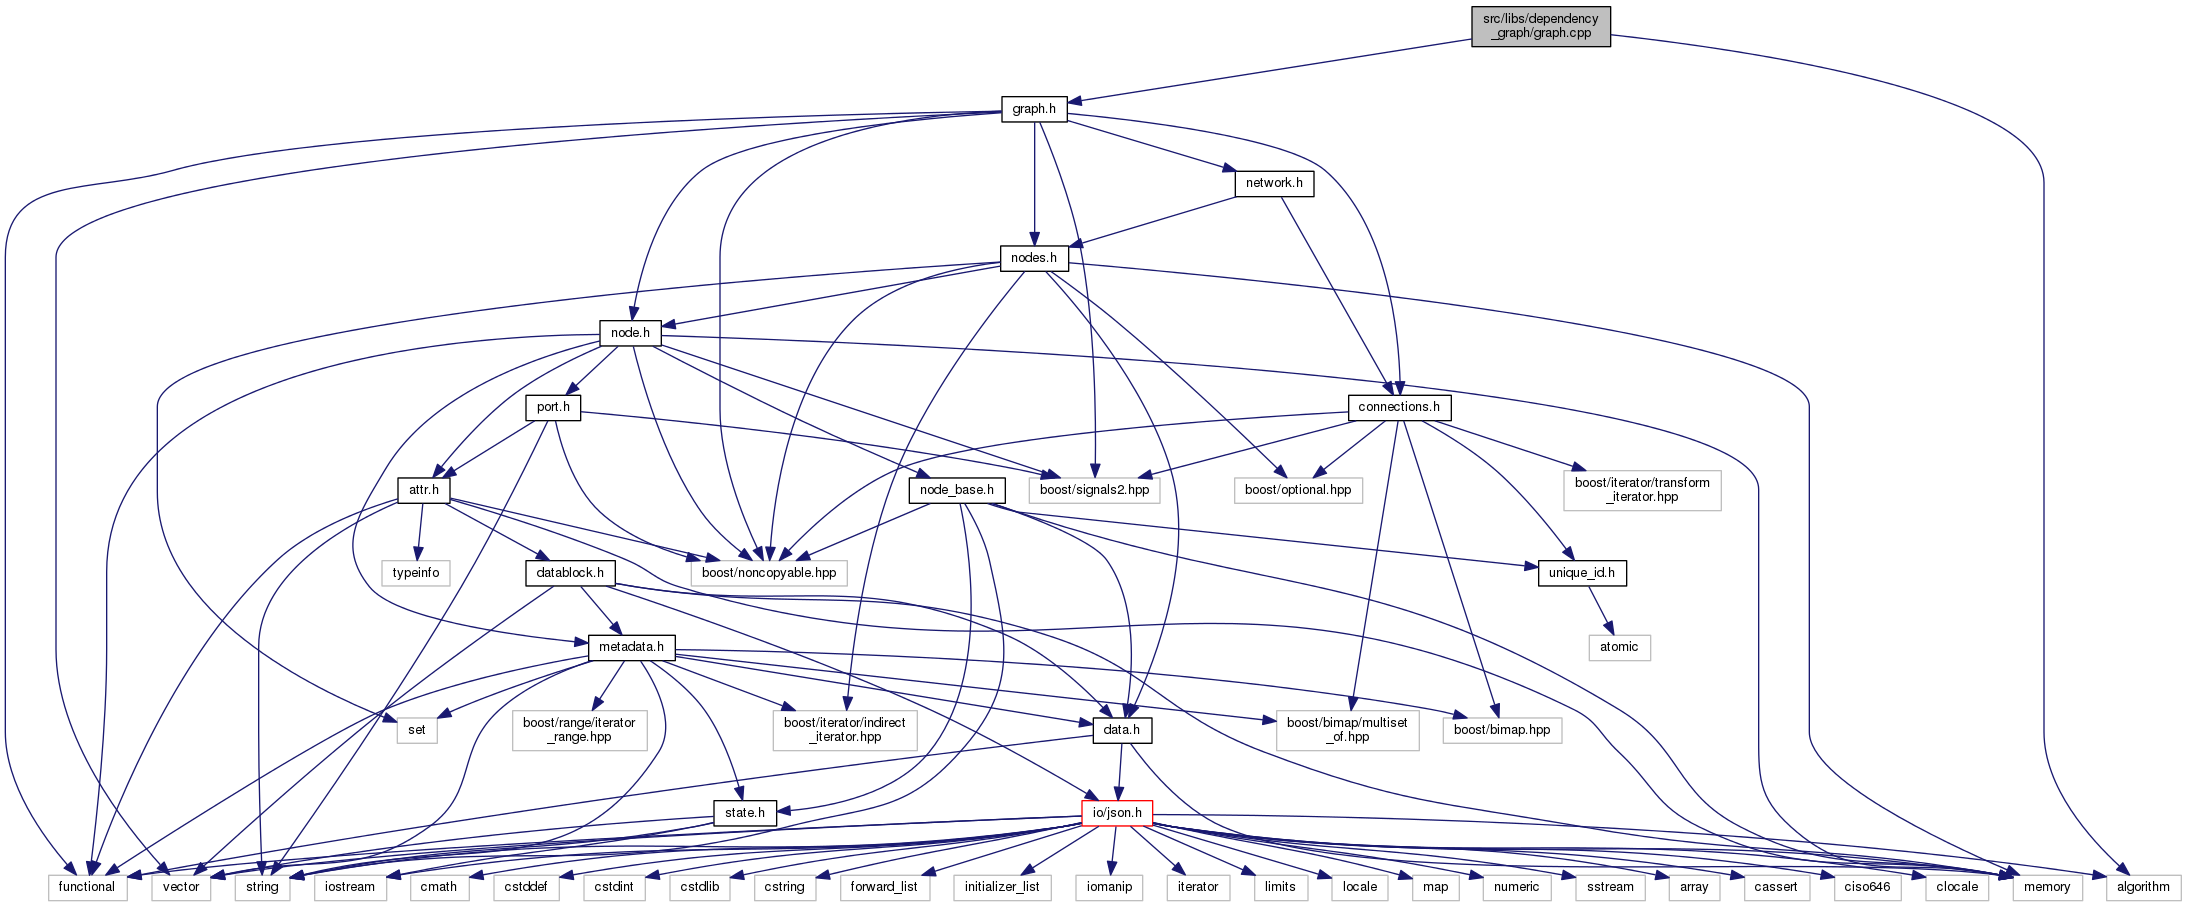 src/libs/dependency
_graph/graph.cpp
graph.h
network.h
nodes.h
node.h
port.h
connections.h
attr.h
node_base.h
boost/signals2.hpp
boost/optional.hpp
boost/iterator/transform
_iterator.hpp
typeinfo
datablock.h
boost/noncopyable.hpp
unique_id.h
metadata.h
atomic
set
boost/range/iterator
_range.hpp
boost/iterator/indirect
_iterator.hpp
data.h
boost/bimap/multiset
_of.hpp
boost/bimap.hpp
state.h
io/json.h
functional
vector
string
iostream
cmath
cstddef
cstdint
cstdlib
cstring
forward_list
initializer_list
iomanip
iterator
limits
locale
map
numeric
sstream
array
cassert
ciso646
clocale
memory
algorithm